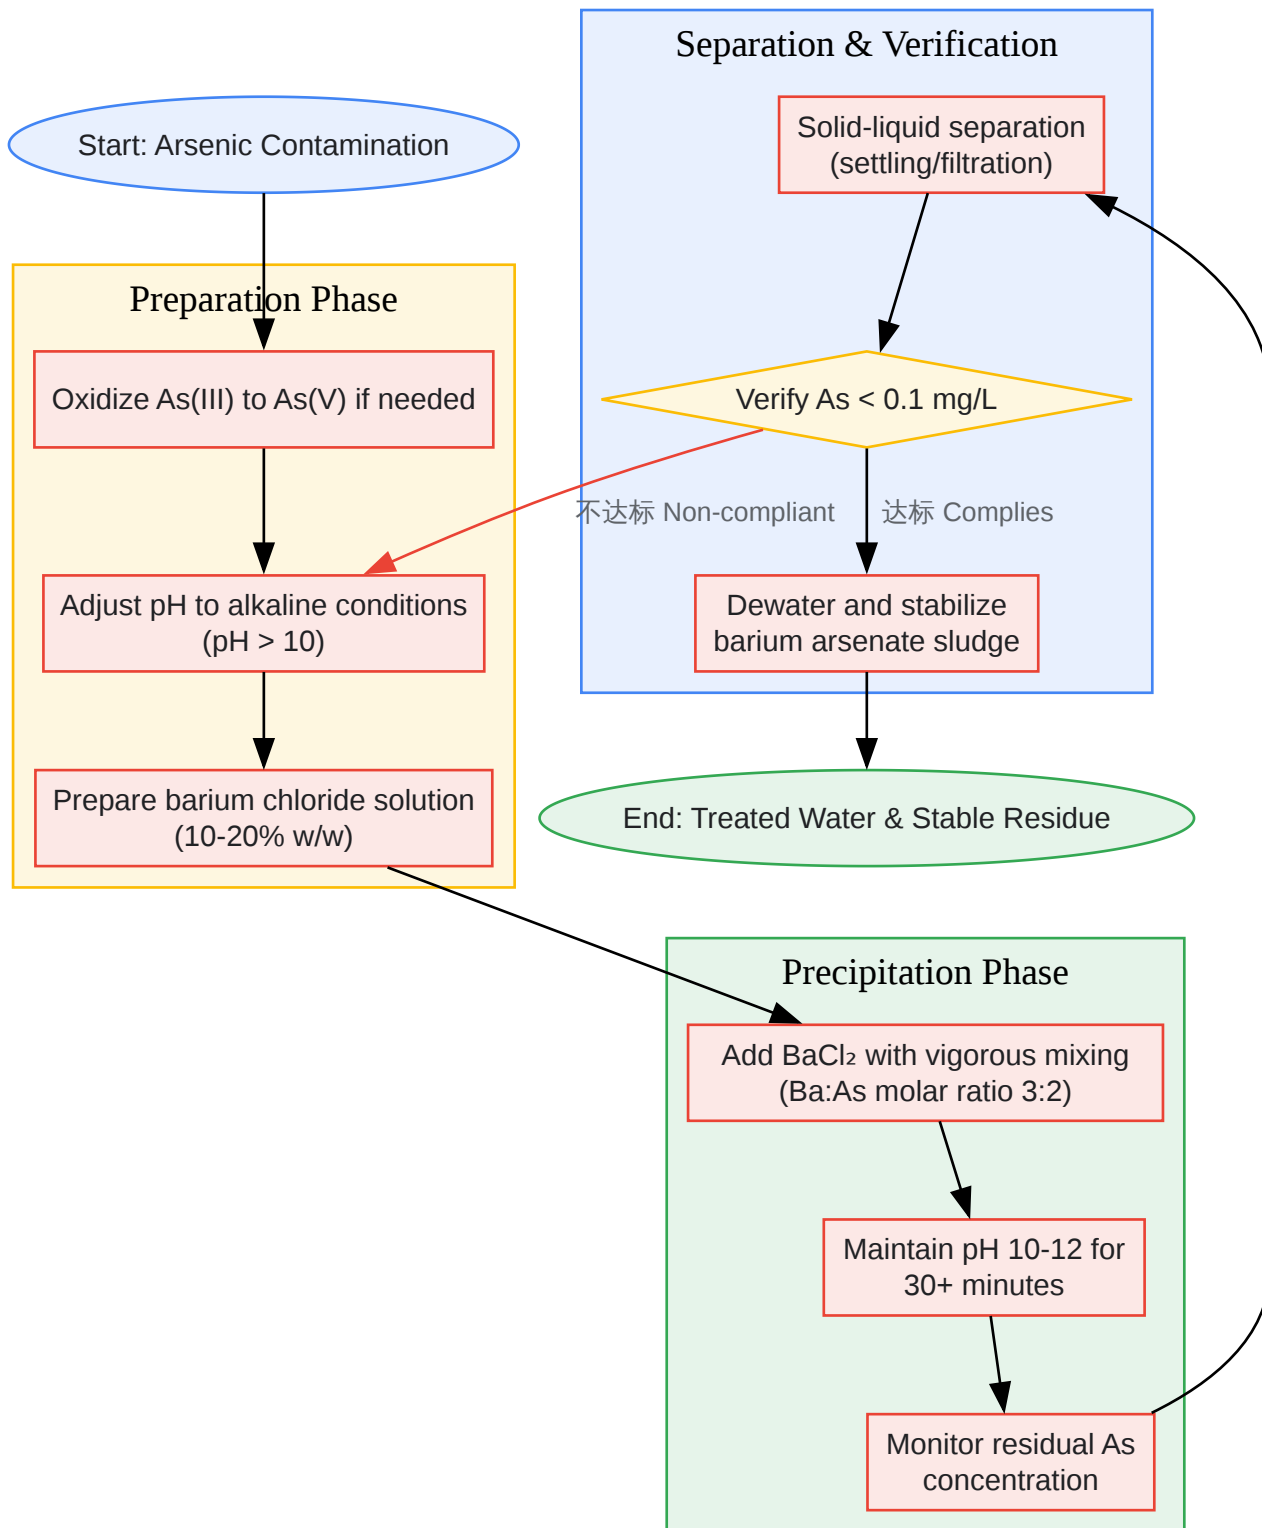 Start: Arsenic Contamination
Preparation Phase
Oxidize As(III) to As(V) if needed
Adjust pH to alkaline conditions
(pH > 10)
Prepare barium chloride solution
(10-20% w/w)
Separation & Verification
Solid-liquid separation
(settling/filtration)
Verify As < 0.1 mg/L
不达标 Non-compliant
达标 Complies
Dewater and stabilize
barium arsenate sludge
End: Treated Water & Stable Residue
Precipitation Phase
Add BaCl₂ with vigorous mixing
(Ba:As molar ratio 3:2)
Maintain pH 10-12 for
30+ minutes
Monitor residual As
concentration